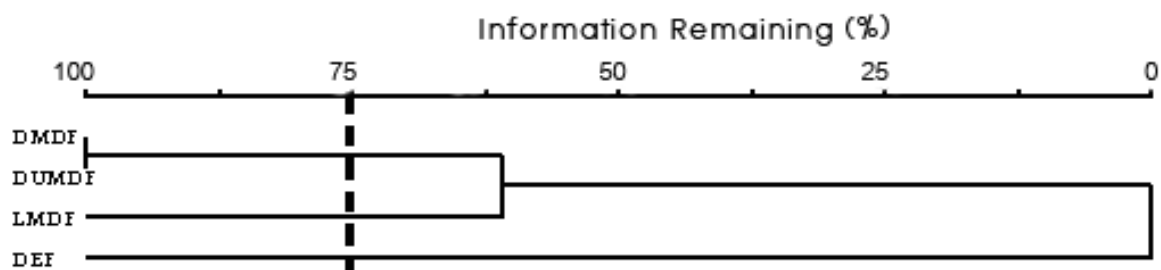 Information Remaining (%)
100 75 50 25 0
DMDF
DUMDF
LMDF
DEF